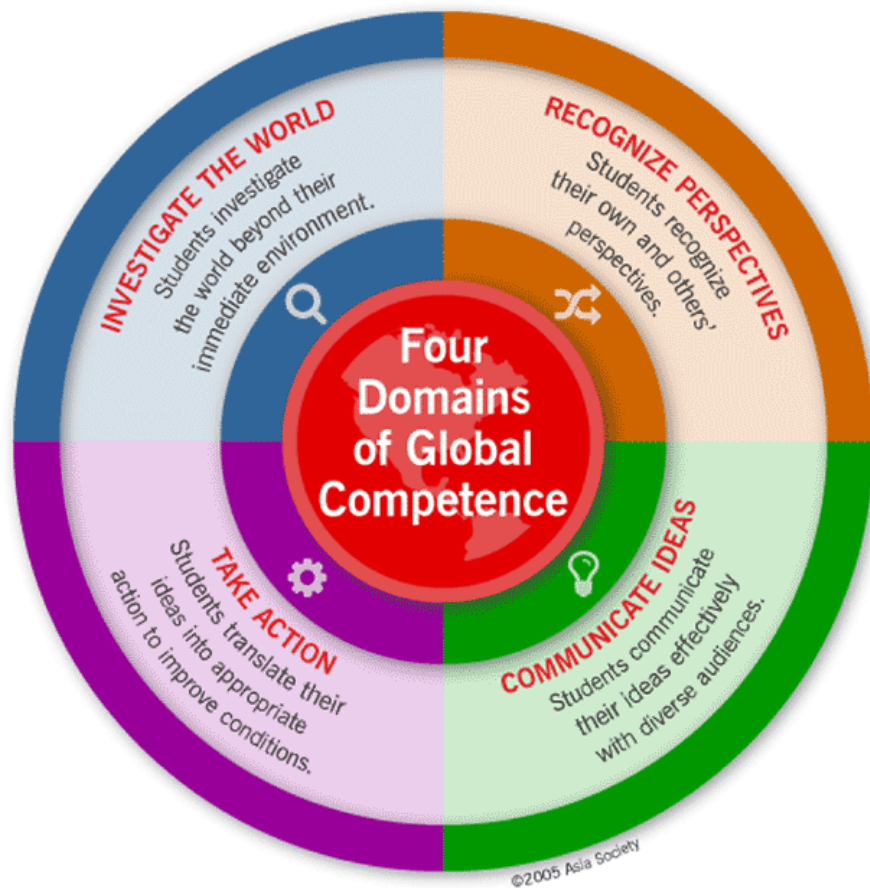 Four
Domains
of Global
Competence
INVESTIGATE THE WORLD
Students investigate
the world beyond their
immediate environment.
RECOGNIZE PERSPECTIVES
Students recognize
their own and others'
perspectives.
TAKE ACTION
Students translate their
ideas into appropriate
action to improve conditions.
COMMUNICATE IDEAS
Students communicate
their ideas effectively
with diverse audiences.
©2005 Asia Society